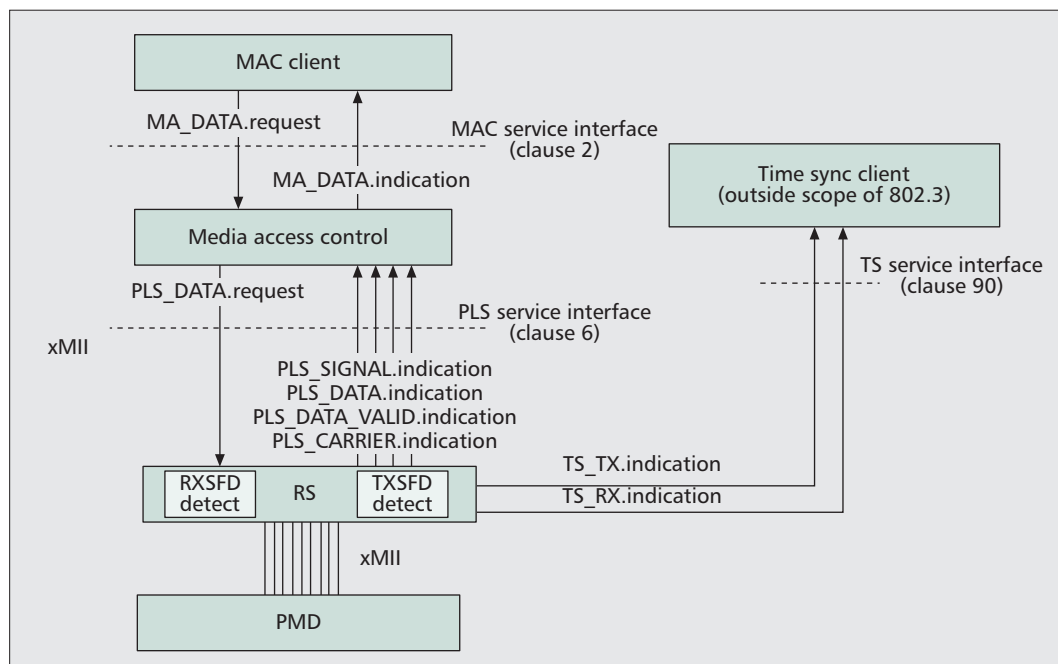 MAC client
MA_DATA.request
MAC service interface
(clause 2)
MA_DATA.indication
Time sync client
(outside scope of 802.3)
Media access control
TS service interface
(clause 90)
PLS_DATA.request
PLS service interface
(clause 6)
xMII
PLS_SIGNAL.indication
PLS_DATA.indication
PLS_DATA_VALID.indication
PLS_CARRIER.indication
TS_TX.indication
RXSFD
detect
RS
TXSFD
detect
TS_RX.indication
xMII
PMD